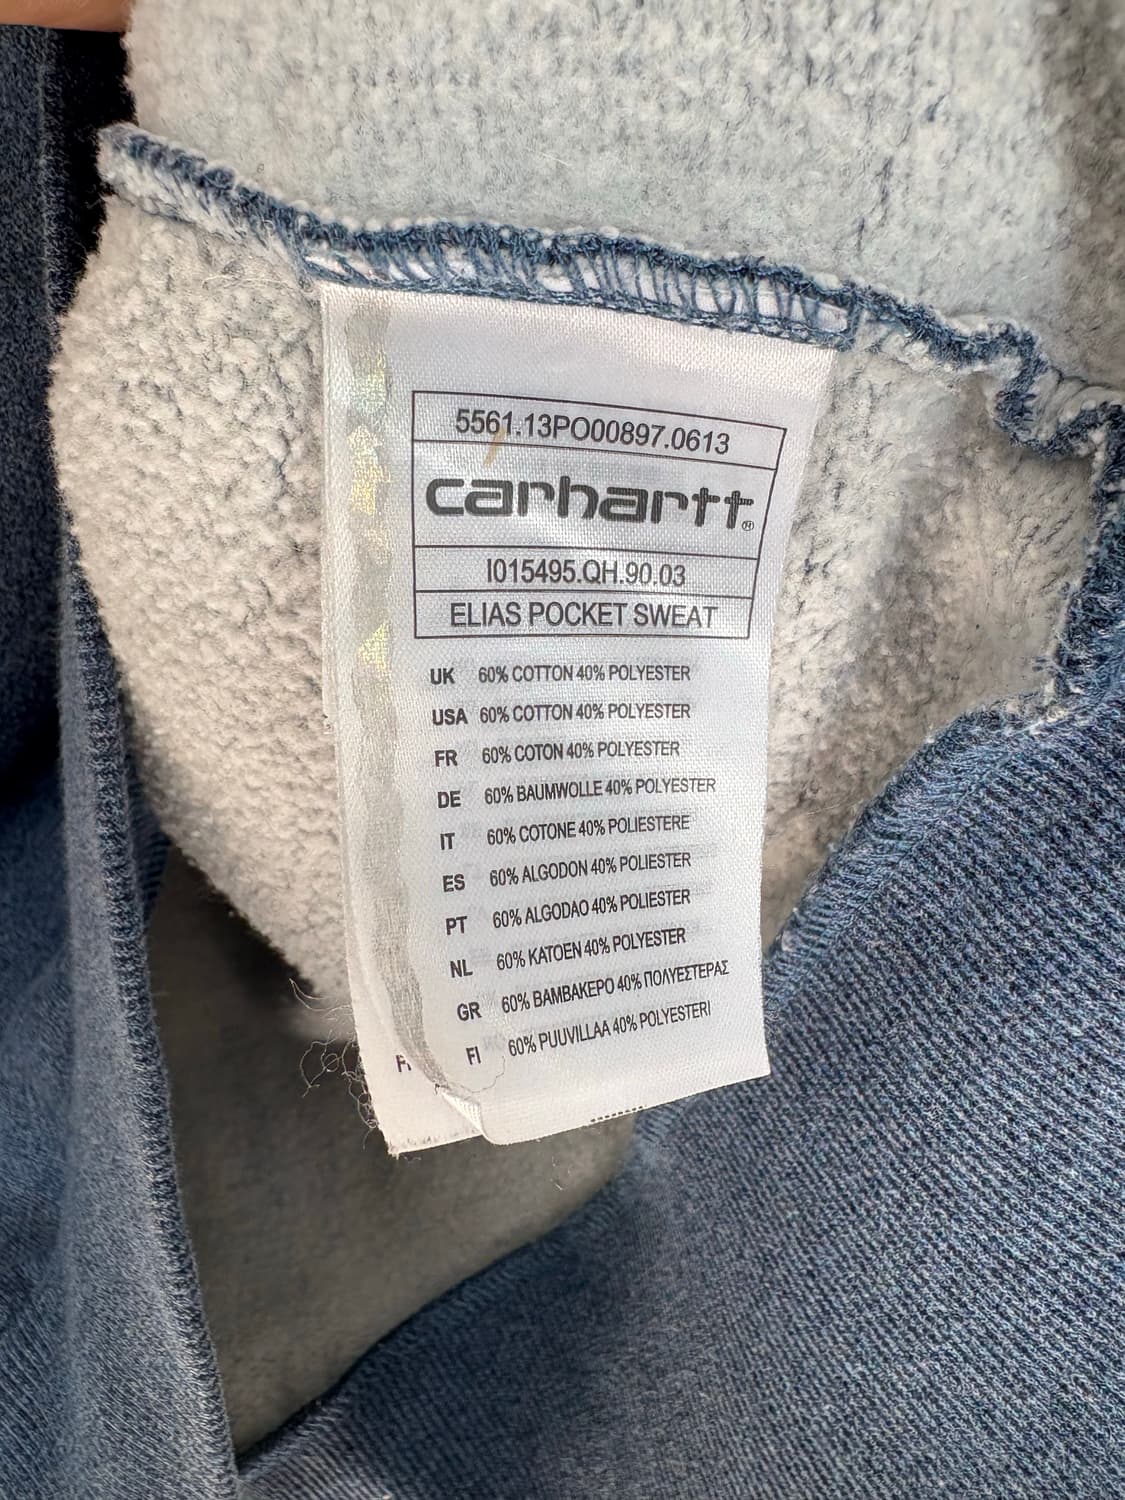 5561.13PO00897.0613
carhartt®
I015495.QH.90.03
ELIAS POCKET SWEAT
UK 60% COTTON 40% POLYESTER
USA 60% COTTON 40% POLYESTER
FR 60% COTON 40% POLYESTER
DE 60% BAUMWOLLE 40% POLYESTER
IT 60% COTONE 40% POLIESTERE
ES 60% ALGODON 40% POLIESTER
PT 60% ALGODAO 40% POLIESTER
NL 60% KATOEN 40% POLYESTER
GR 60% ΒΑΜΒΑΚΕΡΟ 40% ΠΟΛΥΕΣΤΕΡΑΣ
FI 60% PUUVILLAA 40% POLYESTERI